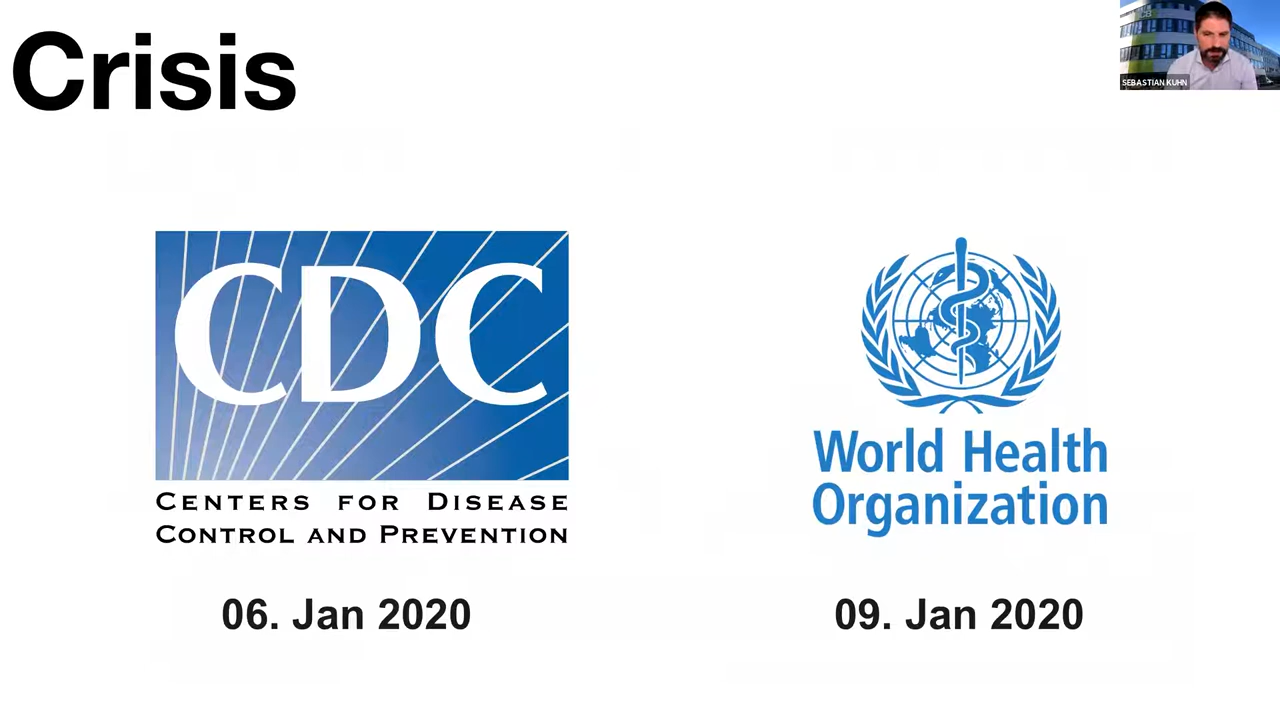 Crisis
SEBASTIAN KUHN
CDC
CENTERS FOR DISEASE
CONTROL AND PREVENTION
World Health
Organization
06. Jan 2020
09. Jan 2020